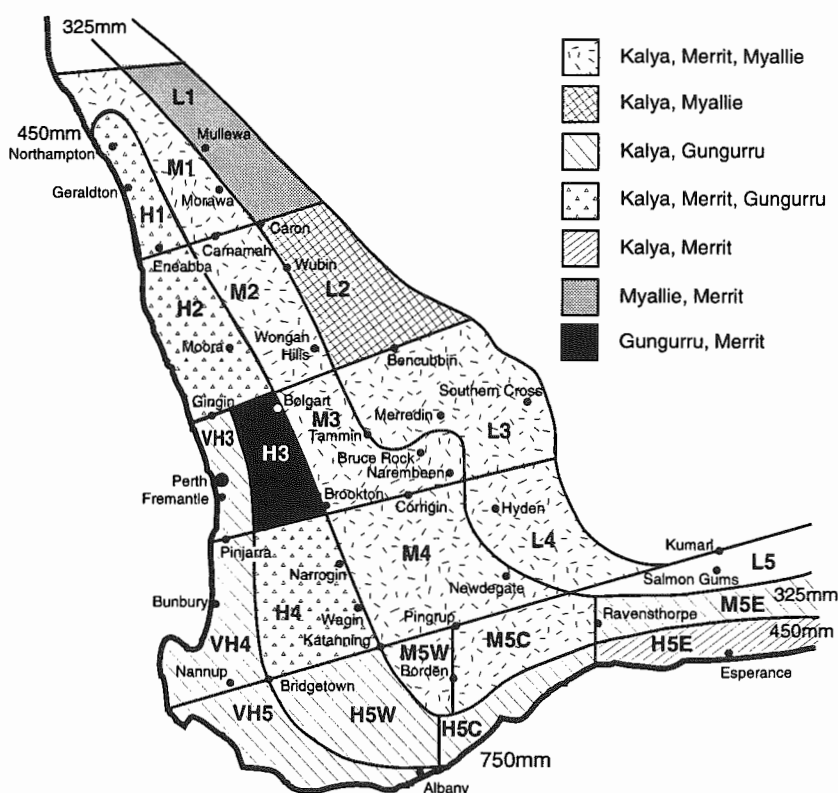 325mm
Kalya, Merrit, Myallie
L1
Kalya, Myallie
450mm
Mullewa
Northampton
M1
Kalya, Gungurru
Geraldton
Morawa
Kalya, Merrit, Gungurru
H1
Caron
Carnamah
Kalya, Merrit
Eneabba
Wubin
M2
L2
Myallie, Merrit
H2
Moora
Wongan
Hills
Bencubbin
Gungurru, Merrit
Southern Cross
Gingin
Bolgart
Merredin
M3
VH3
Tammin
L3
H3
Bruce Rock
Narembeen
Perth
Fremantle
Brookton
Corrigin
Hyden
Pinjarra
M4
L4
Kumarl
Narrogin
L5
Salmon Gums
Newdegate
Bunbury
H4
Wagin
325mm
M5E
Pingrup
Ravensthorpe
Katanning
450mm
VH4
M5W
M5C
H5E
Borden
Nannup
Esperance
Bridgetown
VH5
H5W
H5C
750mm
Albany